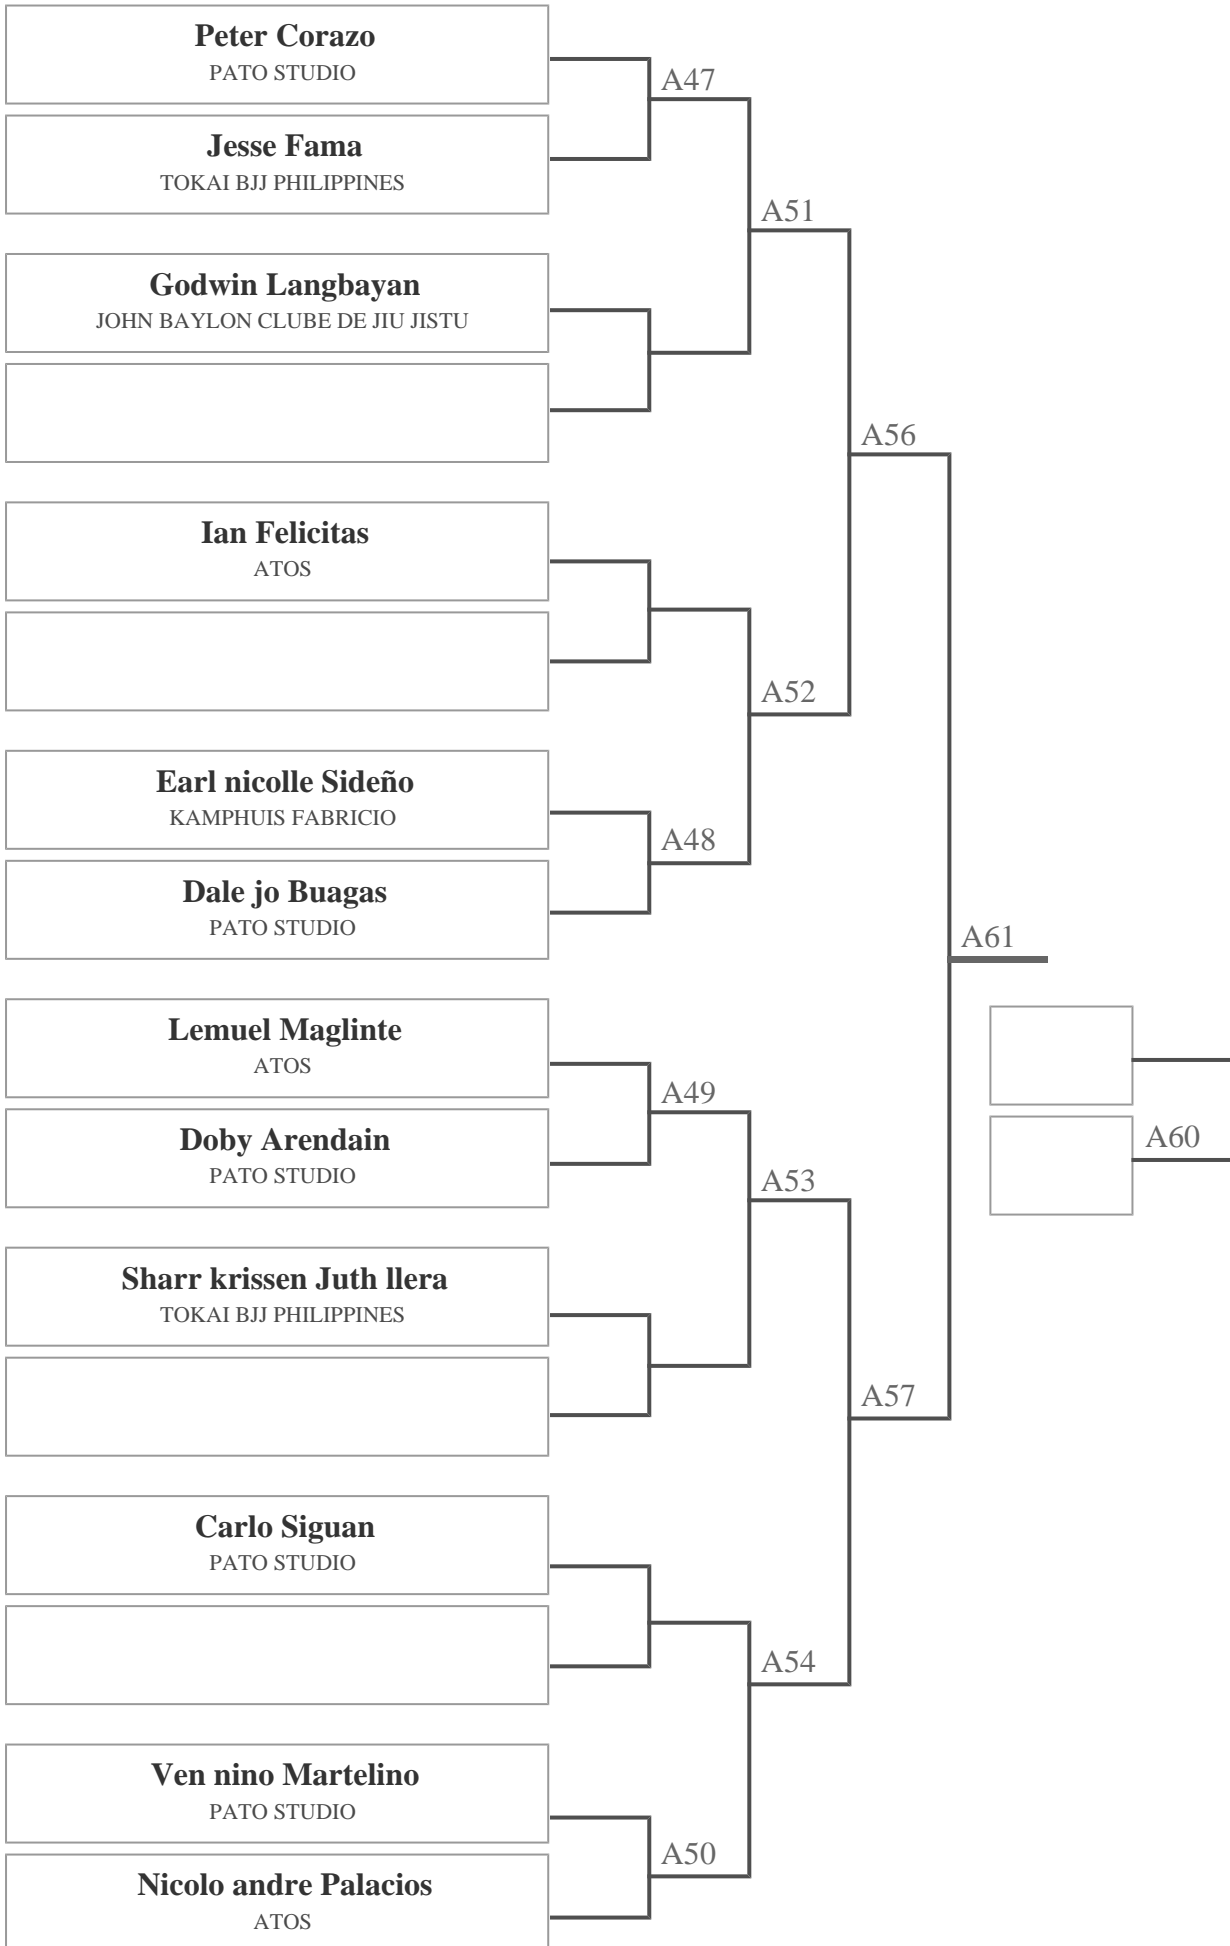 Peter Corazo
PATO STUDIO
A47
Jesse Fama
TOKAI BJJ PHILIPPINES
A51
Godwin Langbayan
JOHN BAYLON CLUBE DE JIU JISTU
A56
Ian Felicitas
ATOS
A52
Earl nicolle Sideño
KAMPHUIS FABRICIO
A48
Dale jo Buagas
PATO STUDIO
A61
Lemuel Maglinte
ATOS
A49
Doby Arendain
PATO STUDIO
A60
A53
Sharr krissen Juth llera
TOKAI BJJ PHILIPPINES
A57
Carlo Siguan
PATO STUDIO
A54
Ven nino Martelino
PATO STUDIO
A50
Nicolo andre Palacios
ATOS